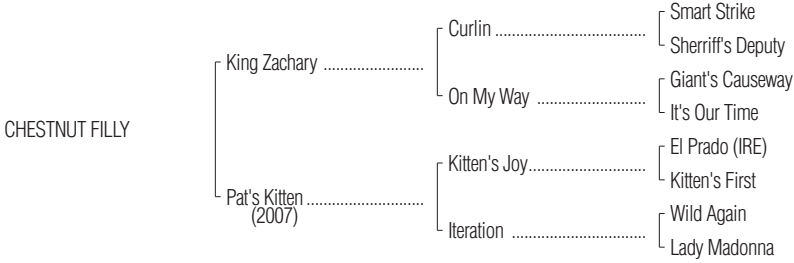 Smart Strike
Curlin
Sherriff's Deputy
King Zachary
Giant's Causeway
On My Way
It's Our Time
CHESTNUT FILLY
El Prado (IRE)
Kitten's Joy
Kitten's First
Pat's Kitten
(2007)
Wild Again
Iteration
Lady Madonna